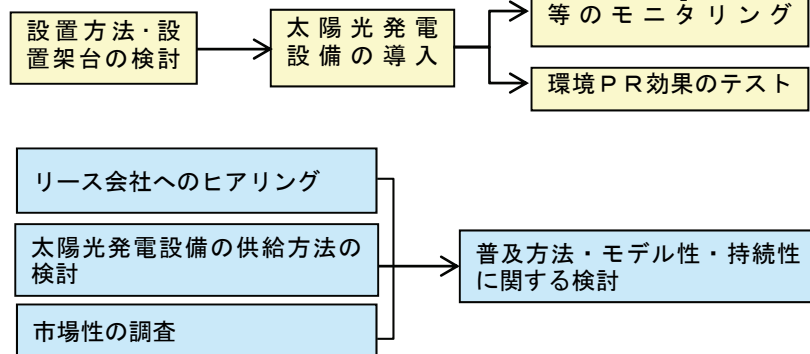 設置方法・設
置架台の検討
太陽光発電
設備の導入
等のモニタリング
環境ＰＲ効果のテスト
リース会社へのヒアリング
太陽光発電設備の供給方法の
検討
市場性の調査
普及方法・モデル性・持続性
に関する検討